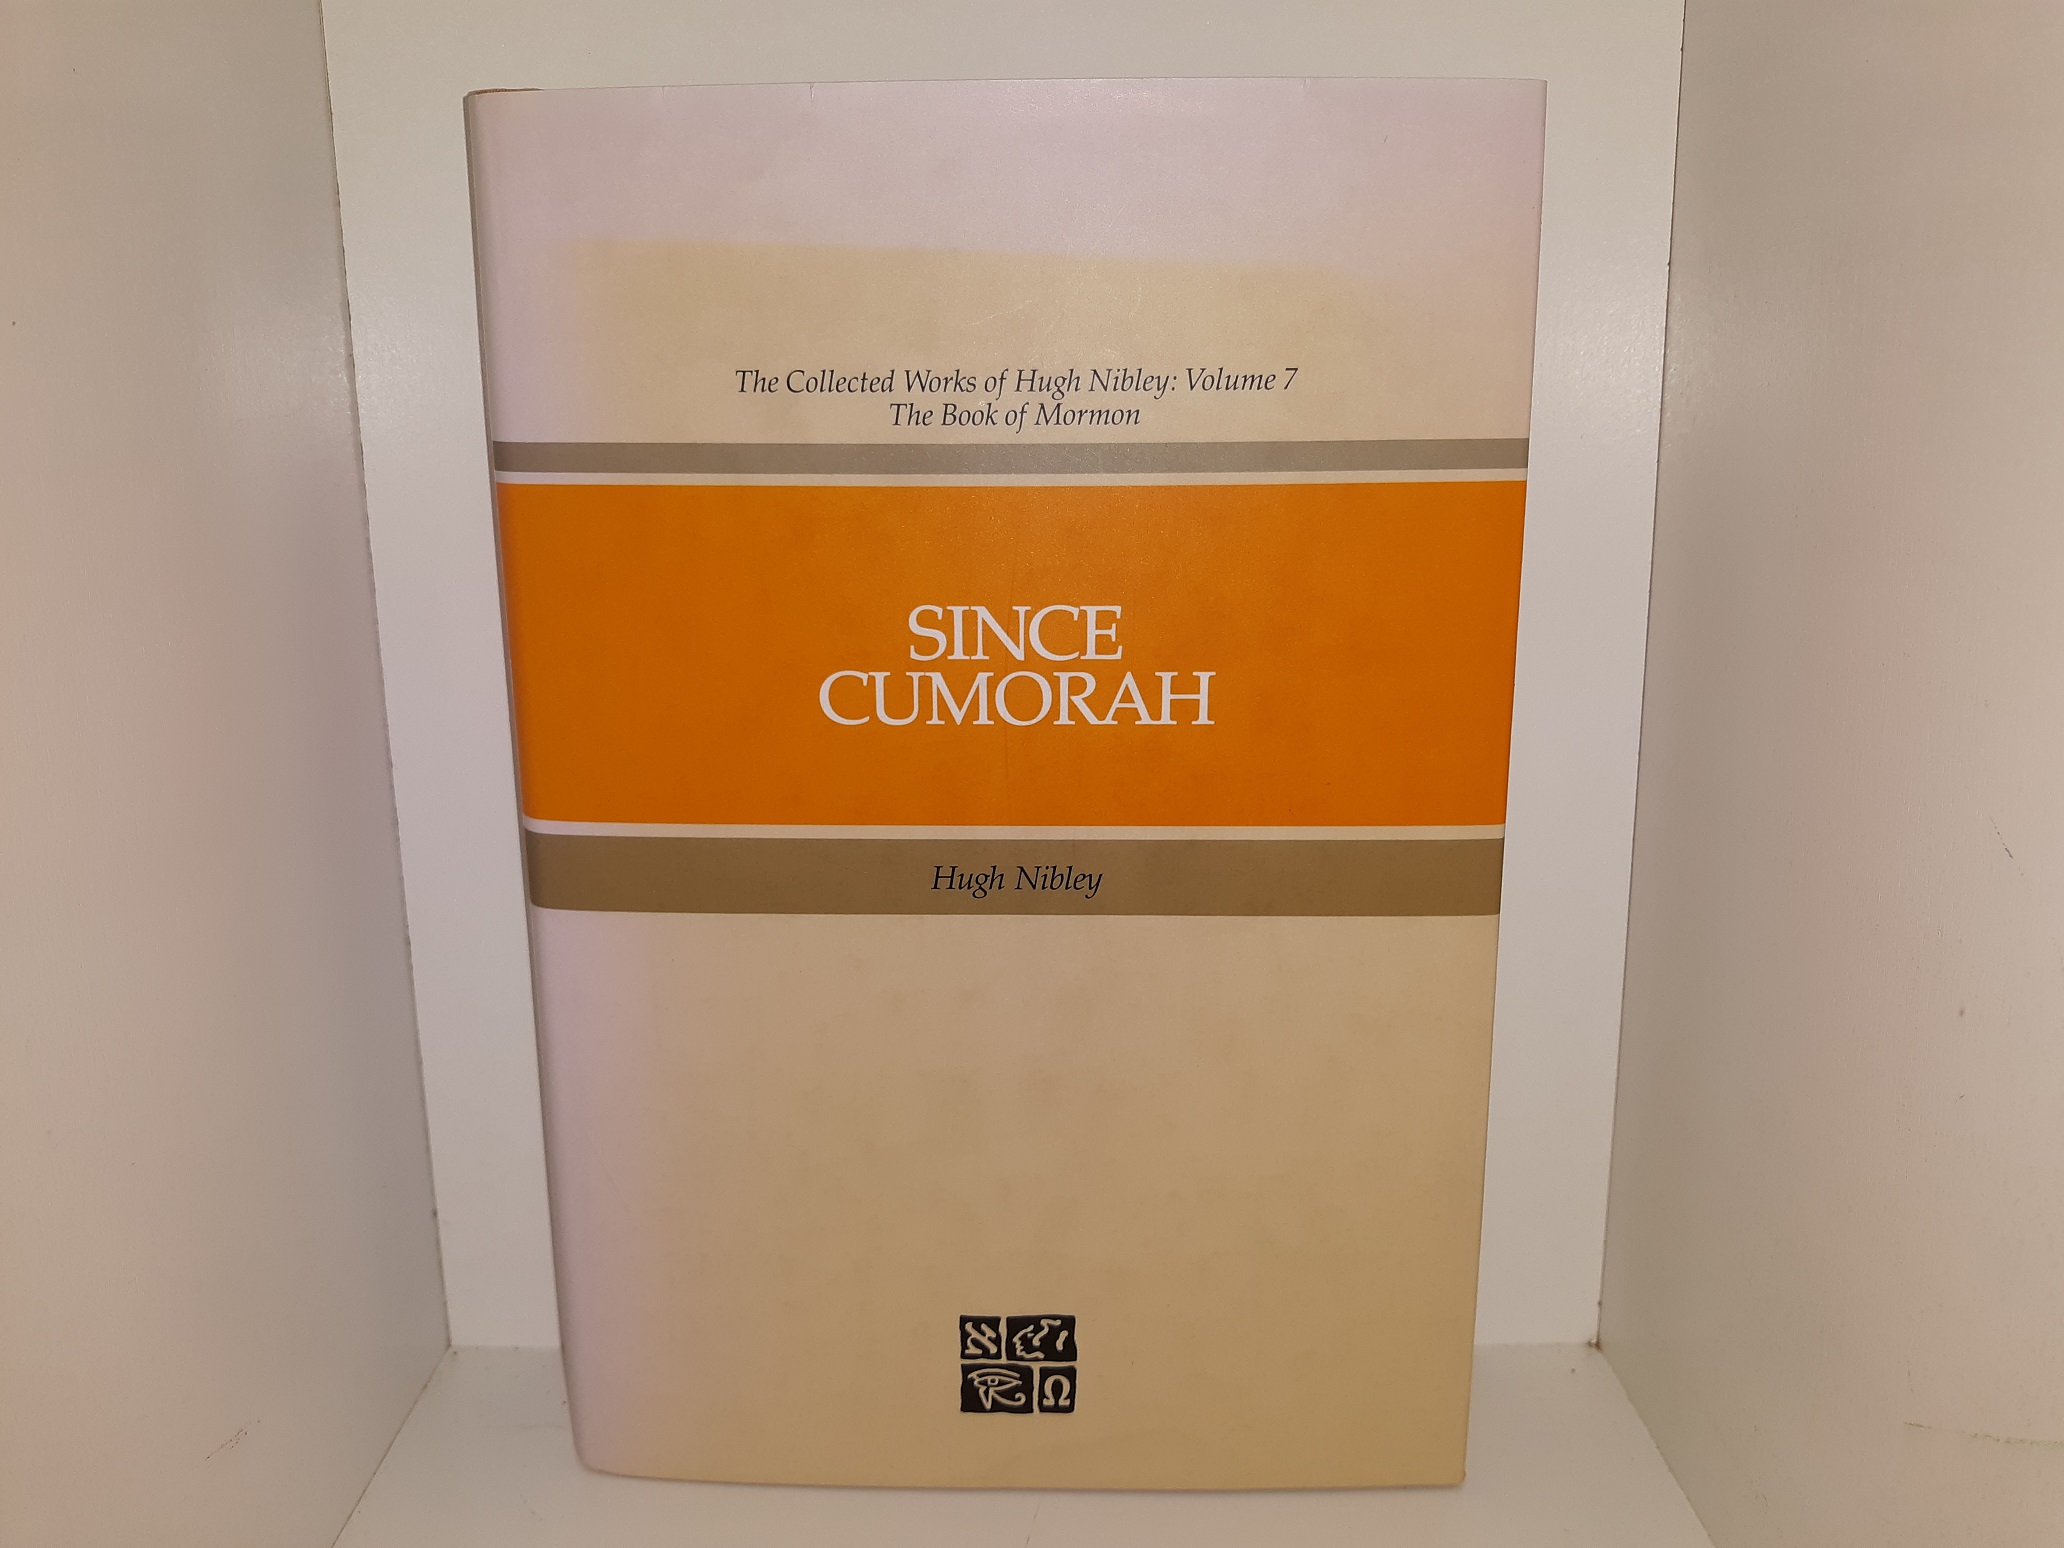 The Collected Works of Hugh Nibley: Volume 7
The Book of Mormon
SINCE
CUMORAH
Hugh Nibley
א
Ω